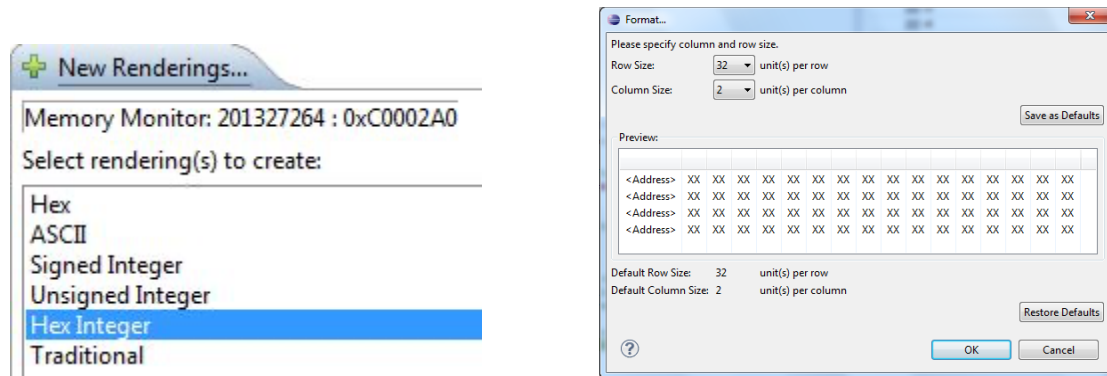 New Renderings...
Memory Monitor: 201327264 : 0xC0002A0
Select rendering(s) to create:
Hex
ASCII
Signed Integer
Unsigned Integer
Hex Integer
Traditional
Format...
Please specify column and row size.
Row Size: 32 unit(s) per row
Column Size: 2 unit(s) per column
Save as Defaults
Preview:
<Address> XX XX XX XX XX XX XX XX XX XX XX XX XX XX XX XX
<Address> XX XX XX XX XX XX XX XX XX XX XX XX XX XX XX XX
<Address> XX XX XX XX XX XX XX XX XX XX XX XX XX XX XX XX
<Address> XX XX XX XX XX XX XX XX XX XX XX XX XX XX XX XX
Default Row Size: 32 unit(s) per row
Default Column Size: 2 unit(s) per column
Restore Defaults
?
OK Cancel